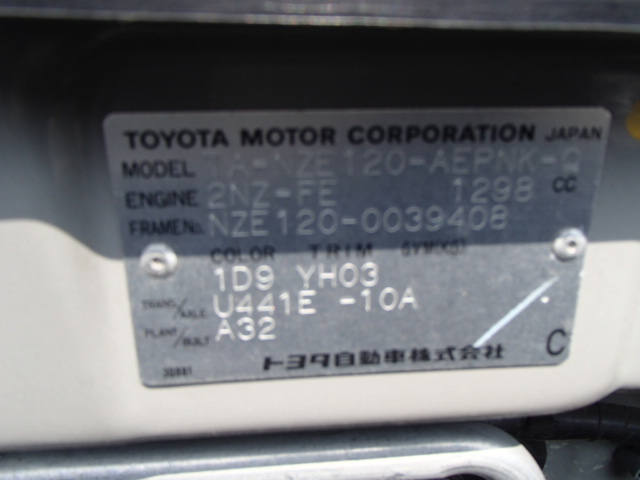 TOYOTA MOTOR CORPORATION JAPAN
MODEL TA-NZE120-AEPNK-G
ENGINE 2NZ-FE 1298 CC
FRAME No. NZE120-0039408
COLOR TRIM
1D9 YH03
TRANS/AXLE U441E -10A
PLANT/BUILT A32
トヨタ自動車株式会社 C